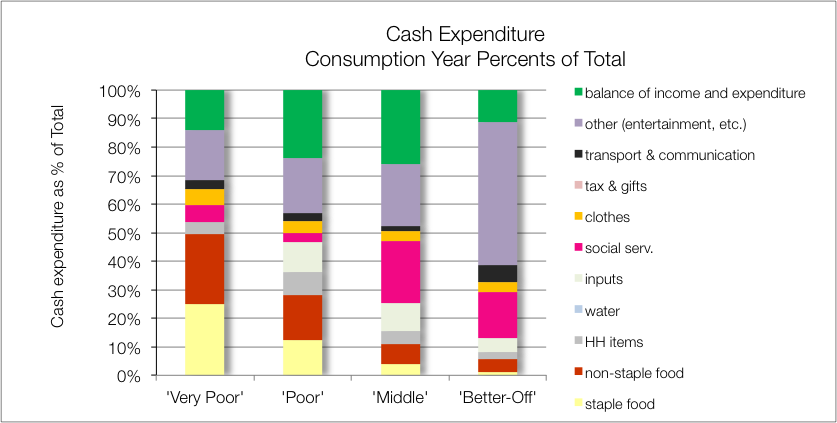 Cash Expenditure
Consumption Year Percents of Total
Cash expenditure as % of Total
100%
90%
80%
70%
60%
50%
40%
30%
20%
10%
0%
'Very Poor' 'Poor' 'Middle' 'Better-Off'
balance of income and expenditure
other (entertainment, etc.)
transport & communication
tax & gifts
clothes
social serv.
inputs
water
HH items
non-staple food
staple food